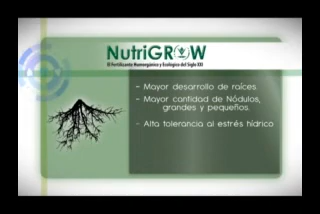 NutriGROW
El Fertilizante Homorgánico y Ecológico del Siglo XXI
- Mayor desarrollo de raíces.
- Mayor cantidad de Nódulos,
grandes y pequeños.
- Alta tolerancia al estrés hídrico